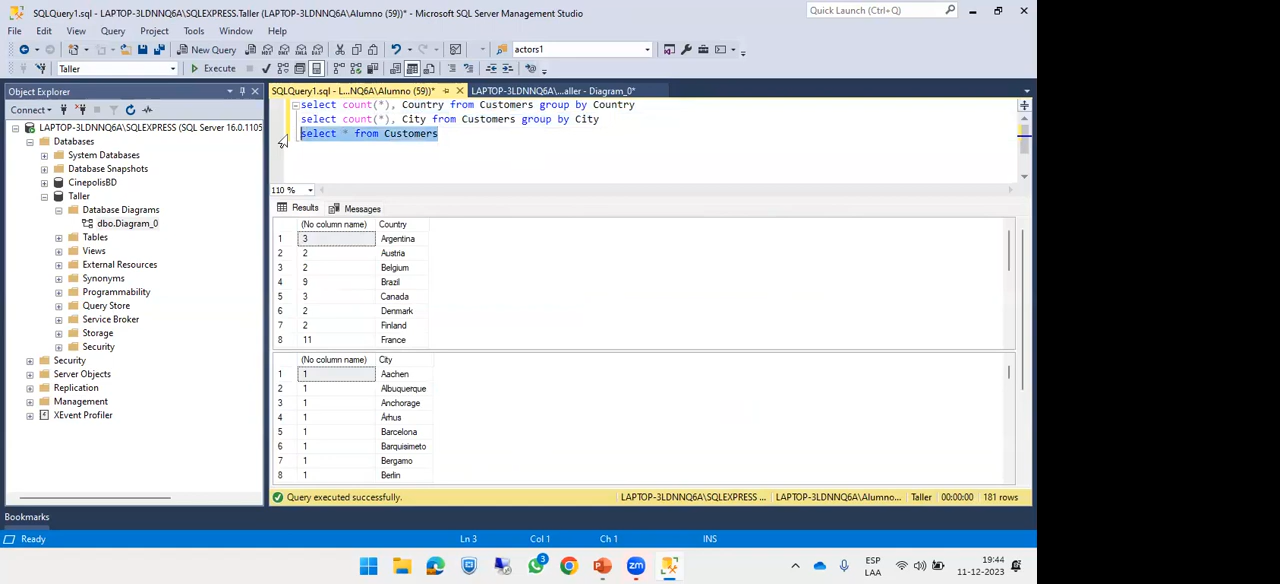 SQLQuery1.sql - LAPTOP-3LDNNQ6A\SQLEXPRESS.Taller (LAPTOP-3LDNNQ6A\Alumno (59))* - Microsoft SQL Server Management Studio
Quick Launch (Ctrl+Q)
File Edit View Query Project Tools Window Help
New Query actors1
Taller Execute
Object Explorer
SQLQuery1.sql - L...NQ6A\Alumno (59))* LAPTOP-3LDNNQ6A...aller - Diagram_0*
Connect
LAPTOP-3LDNNQ6A\SQLEXPRESS (SQL Server 16.0.1105
Databases
System Databases
Database Snapshots
CinepolisBD
Taller
Database Diagrams
dbo.Diagram_0
Tables
Views
External Resources
Synonyms
Programmability
Query Store
Service Broker
Storage
Security
Security
Server Objects
Replication
Management
XEvent Profiler
select count(*), Country from Customers group by Country
select count(*), City from Customers group by City
select * from Customers
110 %
Results Messages
(No column name) Country
1 3 Argentina
2 2 Austria
3 2 Belgium
4 9 Brazil
5 3 Canada
6 2 Denmark
7 2 Finland
8 11 France
(No column name) City
1 1 Aachen
2 1 Albuquerque
3 1 Anchorage
4 1 Århus
5 1 Barcelona
6 1 Barquisimeto
7 1 Bergamo
8 1 Berlin
Query executed successfully. LAPTOP-3LDNNQ6A\SQLEXPRESS ... LAPTOP-3LDNNQ6A\Alumno... Taller 00:00:00 181 rows
Bookmarks
Ready Ln 3 Col 1 Ch 1 INS
3
ESP
LAA
19:44
11-12-2023